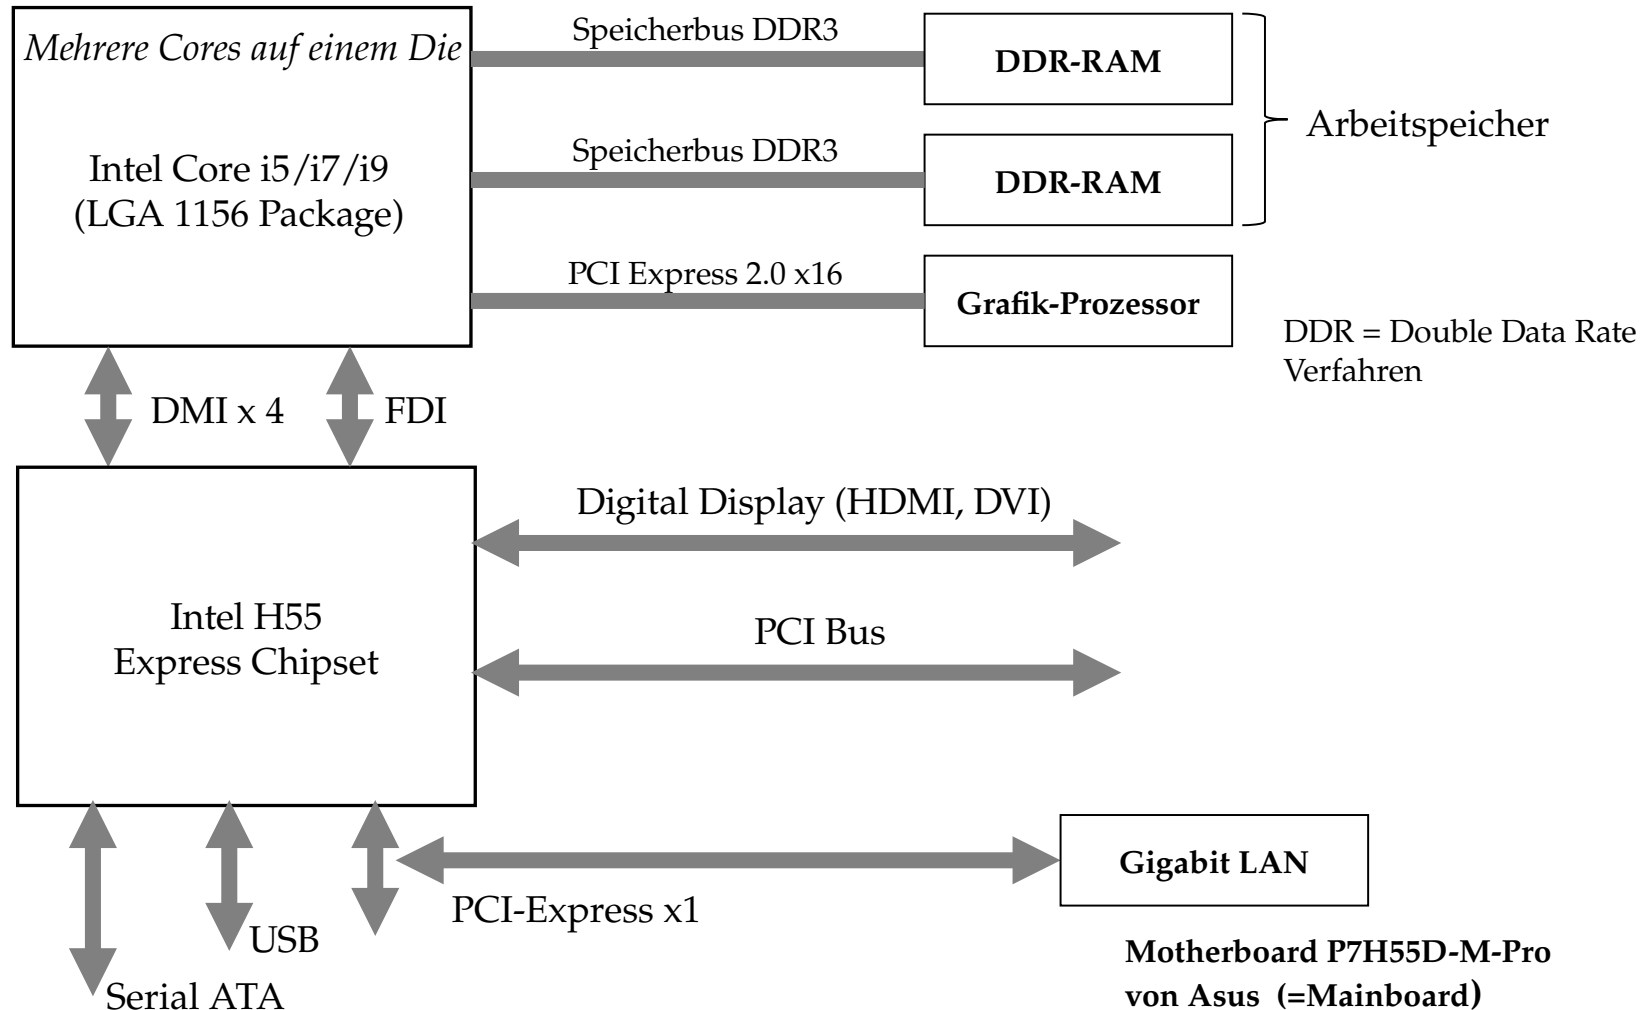 Mehrere Cores auf einem Die
Intel Core i5/i7/i9
(LGA 1156 Package)
Speicherbus DDR3
DDR-RAM
Speicherbus DDR3
DDR-RAM
Arbeitspeicher
PCI Express 2.0 x16
Grafik-Prozessor
DDR = Double Data Rate
Verfahren
DMI x 4
FDI
Intel H55
Express Chipset
Digital Display (HDMI, DVI)
PCI Bus
Gigabit LAN
PCI-Express x1
USB
Serial ATA
Motherboard P7H55D-M-Pro
von Asus  (=Mainboard)